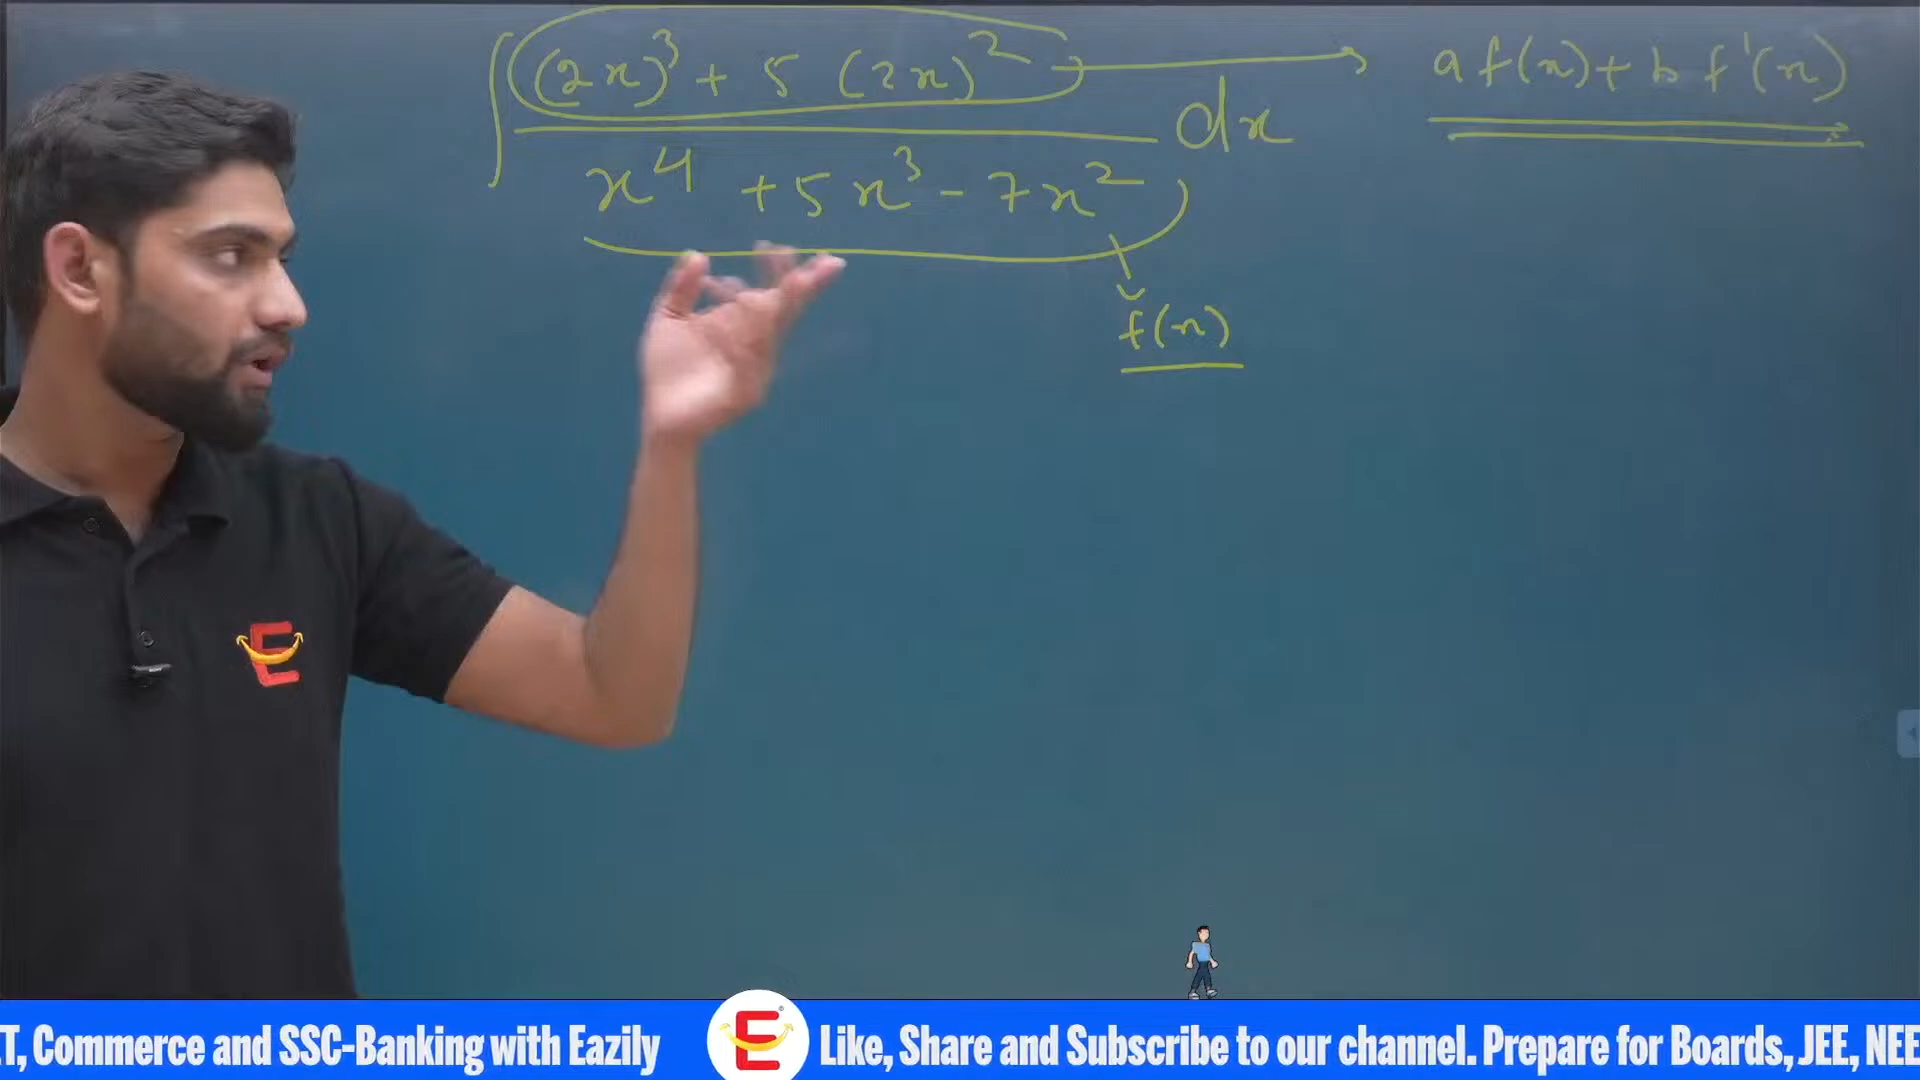 ∫ (2x)³ + 5 (2x)² → a f(x) + b f'(x)
dx
x⁴ + 5x³ - 7x²
f(x)
ET, Commerce and SSC-Banking with Eazily E Like, Share and Subscribe to our channel. Prepare for Boards, JEE, NEE
E